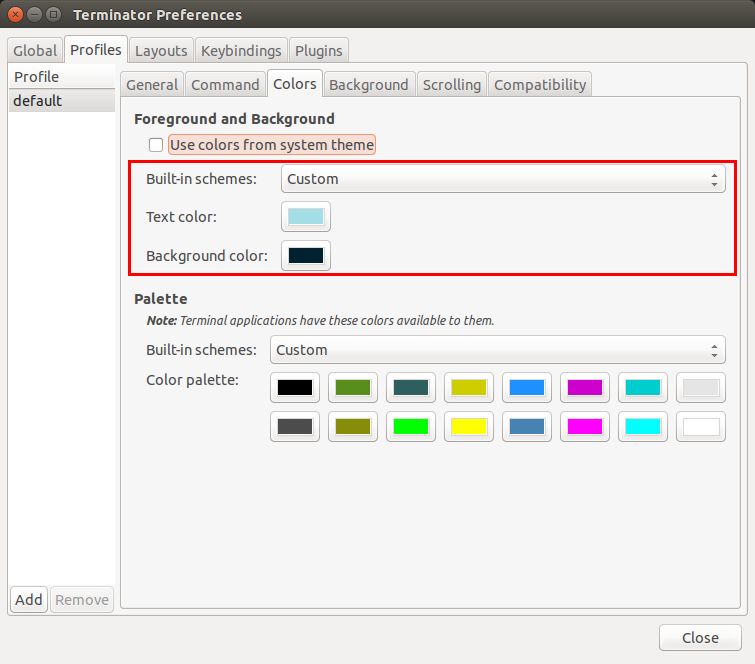 Terminator Preferences
Global Profiles Layouts Keybindings Plugins
Profile
default
General Command Colors Background Scrolling Compatibility
Foreground and Background
Use colors from system theme
Built-in schemes: Custom
Text color:
Background color:
Palette
Note: Terminal applications have these colors available to them.
Built-in schemes: Custom
Color palette:
Add Remove
Close